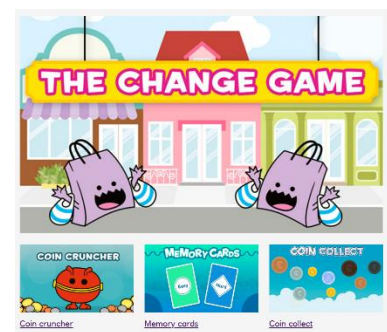 THE CHANGE GAME
COIN CRUNCHER
MEMORY CARDS
COIN COLLECT
Coin cruncher
Memory cards
Coin collect